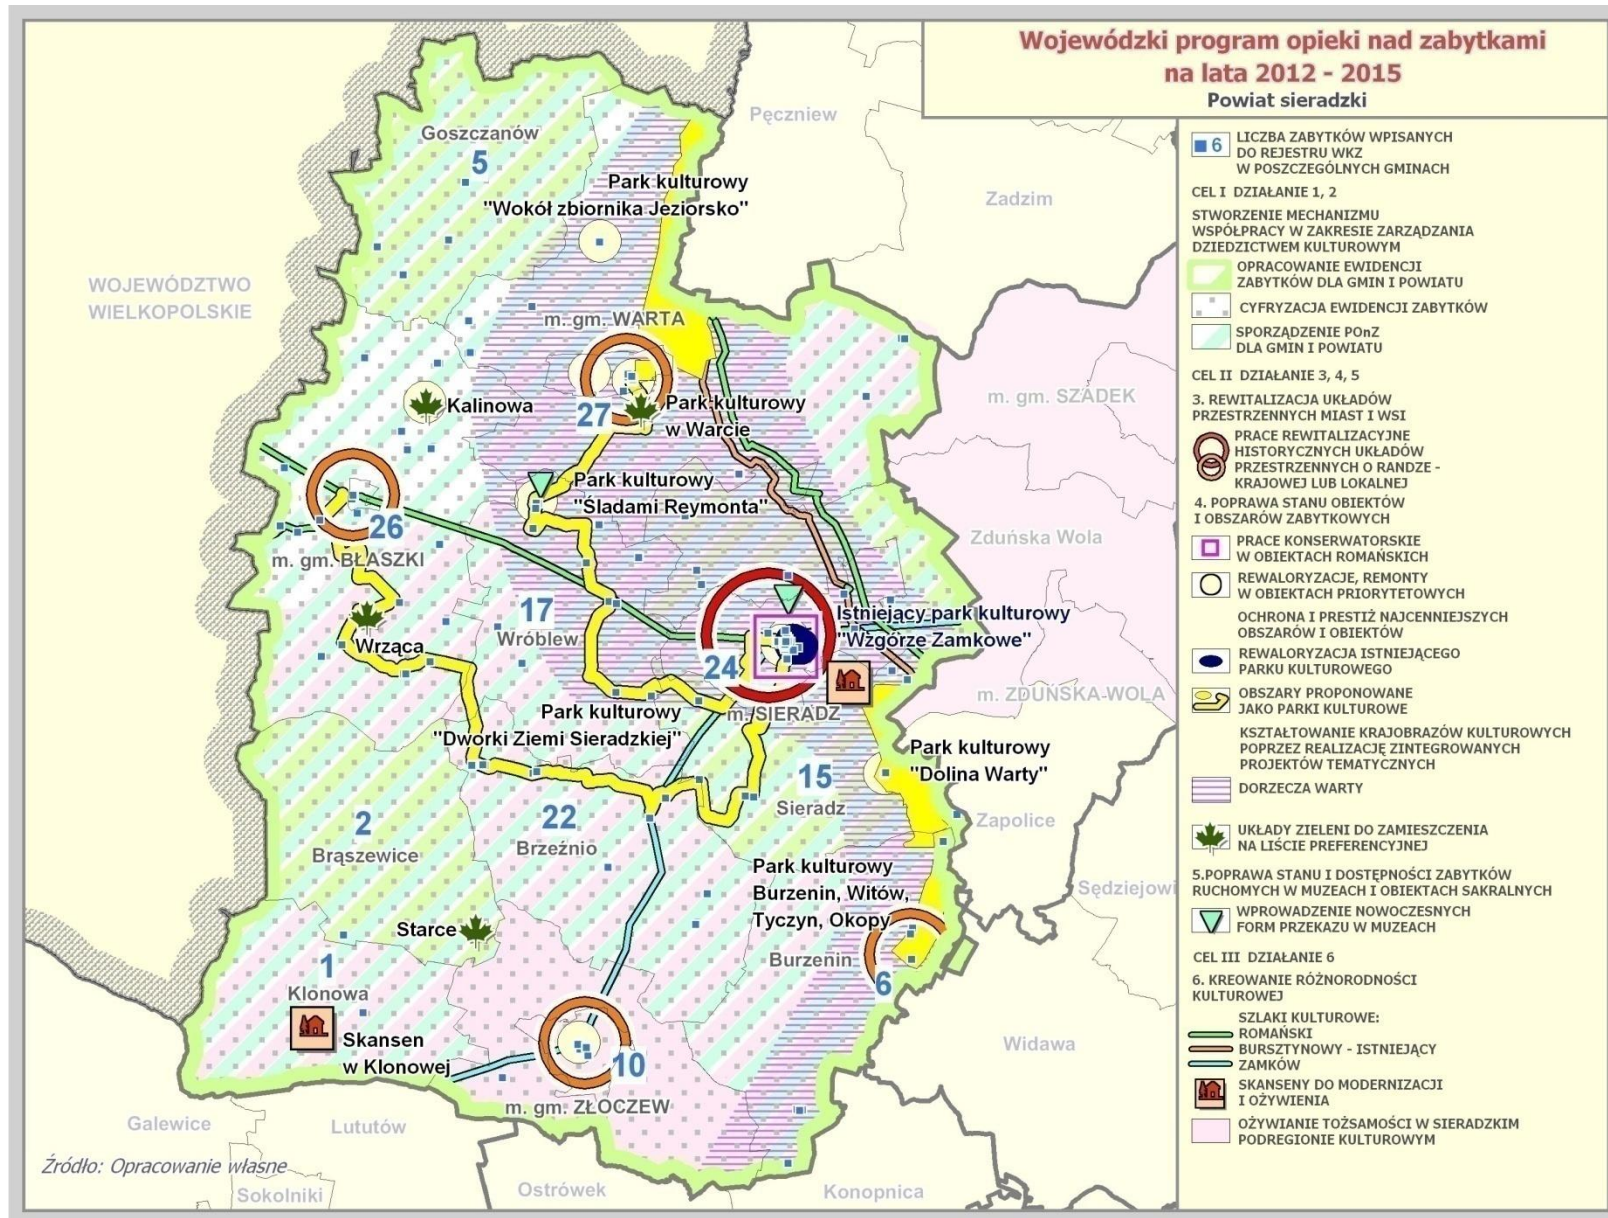 Wojewódzki program opieki nad zabytkami
na lata 2012 - 2015
Powiat sieradzki
Pęczniew
Goszczanów
5
Park kulturowy
"Wokół zbiornika Jeziorsko"
Zadzim
WOJEWÓDZTWO
WIELKOPOLSKIE
m. gm. WARTA
m. gm. SZADEK
Kalinowa
27
Park kulturowy
w Warcie
Park kulturowy
"Śladami Reymonta"
26
m. gm. BŁASZKI
Zduńska Wola
17
Wróblew
Istniejący park kulturowy
"Wzgórze Zamkowe"
Wrząca
24
m. SIERADZ
m. ZDUŃSKA-WOLA
Park kulturowy
"Dworki Ziemi Sieradzkiej"
Park kulturowy
"Dolina Warty"
15
Sieradz
2
Brąszewice
22
Brzeźnio
Zapolice
Park kulturowy
Burzenin, Witów,
Tyczyn, Okopy
Sędziejowi
Starce
Burzenin
6
1
Klonowa
Skansen
w Klonowej
10
m. gm. ZŁOCZEW
Widawa
Galewice
Lututów
Źródło: Opracowanie własne
Sokolniki
Ostrówek
Konopnica
6
LICZBA ZABYTKÓW WPISANYCH
DO REJESTRU WKZ
W POSZCZEGÓLNYCH GMINACH
CEL I DZIAŁANIE 1, 2
STWORZENIE MECHANIZMU
WSPÓŁPRACY W ZAKRESIE ZARZĄDZANIA
DZIEDZICTWEM KULTUROWYM
OPRACOWANIE EWIDENCJI
ZABYTKÓW DLA GMIN I POWIATU
CYFRYZACJA EWIDENCJI ZABYTKÓW
SPORZĄDZENIE POnZ
DLA GMIN I POWIATU
CEL II DZIAŁANIE 3, 4, 5
3. REWITALIZACJA UKŁADÓW
PRZESTRZENNYCH MIAST I WSI
PRACE REWITALIZACYJNE
HISTORYCZNYCH UKŁADÓW
PRZESTRZENNYCH O RANDZE -
KRAJOWEJ LUB LOKALNEJ
4. POPRAWA STANU OBIEKTÓW
I OBSZARÓW ZABYTKOWYCH
PRACE KONSERWATORSKIE
W OBIEKTACH ROMAŃSKICH
REWALORYZACJE, REMONTY
W OBIEKTACH PRIORYTETOWYCH
OCHRONA I PRESTIŻ NAJCENNIEJSZYCH
OBSZARÓW I OBIEKTÓW
REWALORYZACJA ISTNIEJĄCEGO
PARKU KULTUROWEGO
OBSZARY PROPONOWANE
JAKO PARKI KULTUROWE
KSZTAŁTOWANIE KRAJOBRAZÓW KULTUROWYCH
POPRZEZ REALIZACJĘ ZINTEGROWANYCH
PROJEKTÓW TEMATYCZNYCH
DORZECZA WARTY
UKŁADY ZIELENI DO ZAMIESZCZENIA
NA LIŚCIE PREFERENCYJNEJ
5.POPRAWA STANU I DOSTĘPNOŚCI ZABYTKÓW
RUCHOMYCH W MUZEACH I OBIEKTACH SAKRALNYCH
WPROWADZENIE NOWOCZESNYCH
FORM PRZEKAZU W MUZEACH
CEL III DZIAŁANIE 6
6. KREOWANIE RÓŻNORODNOŚCI
KULTUROWEJ
SZLAKI KULTUROWE:
ROMAŃSKI
BURSZTYNOWY - ISTNIEJĄCY
ZAMKÓW
SKANSENY DO MODERNIZACJI
I OŻYWIENIA
OŻYWIANIE TOŻSAMOŚCI W SIERADZKIM
PODREGIONIE KULTUROWYM